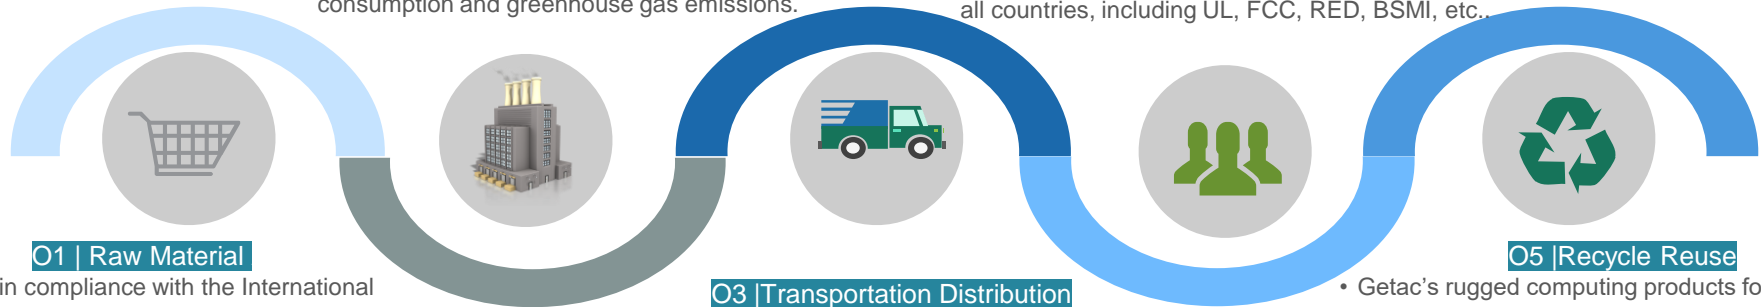 consumption and greenhouse gas emissions.
all countries, including UL, FCC, RED, BSMI, etc..
O1 | Raw Material
in compliance with the International
O3 |Transportation Distribution
O5 |Recycle Reuse
• Getac's rugged computing products fo